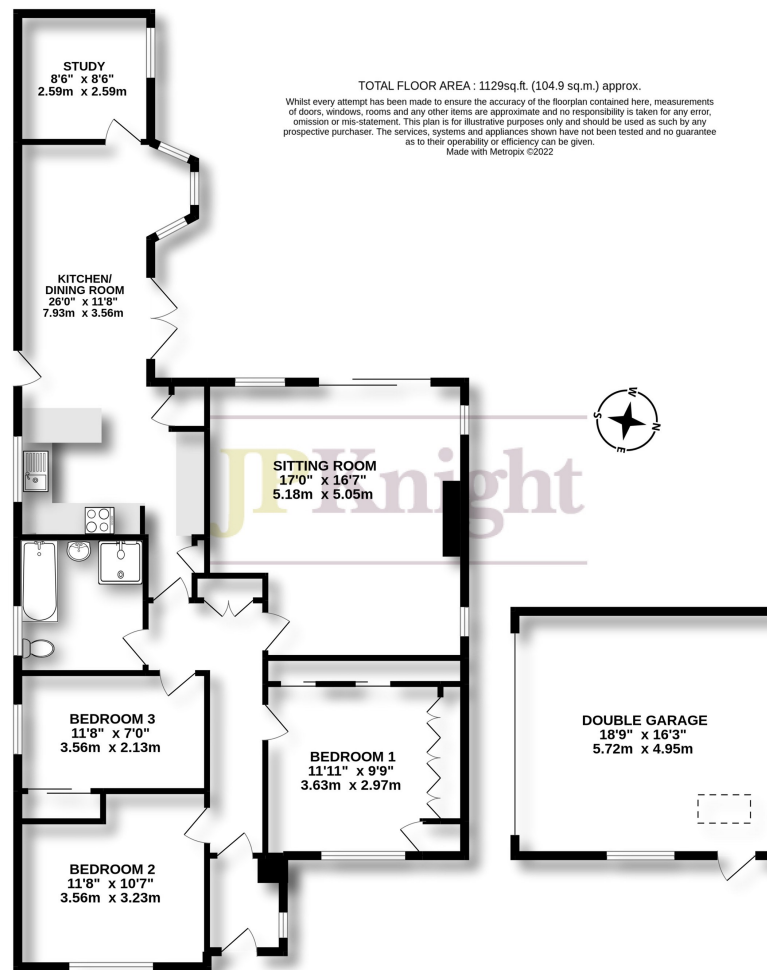 STUDY
8'6" x 8'6"
2.59m x 2.59m
TOTAL FLOOR AREA : 1129sq.ft. (104.9 sq.m.) approx.
Whilst every attempt has been made to ensure the accuracy of the floorplan contained here, measurements
of doors, windows, rooms and any other items are approximate and no responsibility is taken for any error,
omission or mis-statement. This plan is for illustrative purposes only and should be used as such by any
prospective purchaser. The services, systems and appliances shown have not been tested and no guarantee
as to their operability or efficiency can be given.
Made with Metropix ©2022
KITCHEN/
DINING ROOM
26'0" x 11'8"
7.93m x 3.56m
W
S
N
E
JPKnight
SITTING ROOM
17'0" x 16'7"
5.18m x 5.05m
BEDROOM 3
11'8" x 7'0"
3.56m x 2.13m
BEDROOM 1
11'11" x 9'9"
3.63m x 2.97m
DOUBLE GARAGE
18'9" x 16'3"
5.72m x 4.95m
BEDROOM 2
11'8" x 10'7"
3.56m x 3.23m